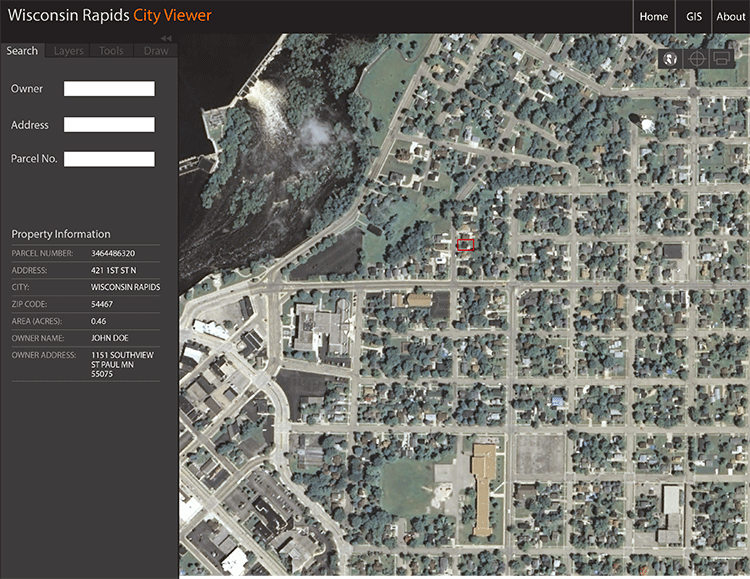 Wisconsin Rapids City Viewer
Home GIS About
Search Layers Tools Draw
Owner
Address
Parcel No.
Property Information
PARCEL NUMBER: 3464486320
ADDRESS: 421 1ST ST N
CITY: WISCONSIN RAPIDS
ZIP CODE: 54467
AREA (ACRES): 0.46
OWNER NAME: JOHN DOE
OWNER ADDRESS: 1151 SOUTHVIEW
ST PAUL MN
55075